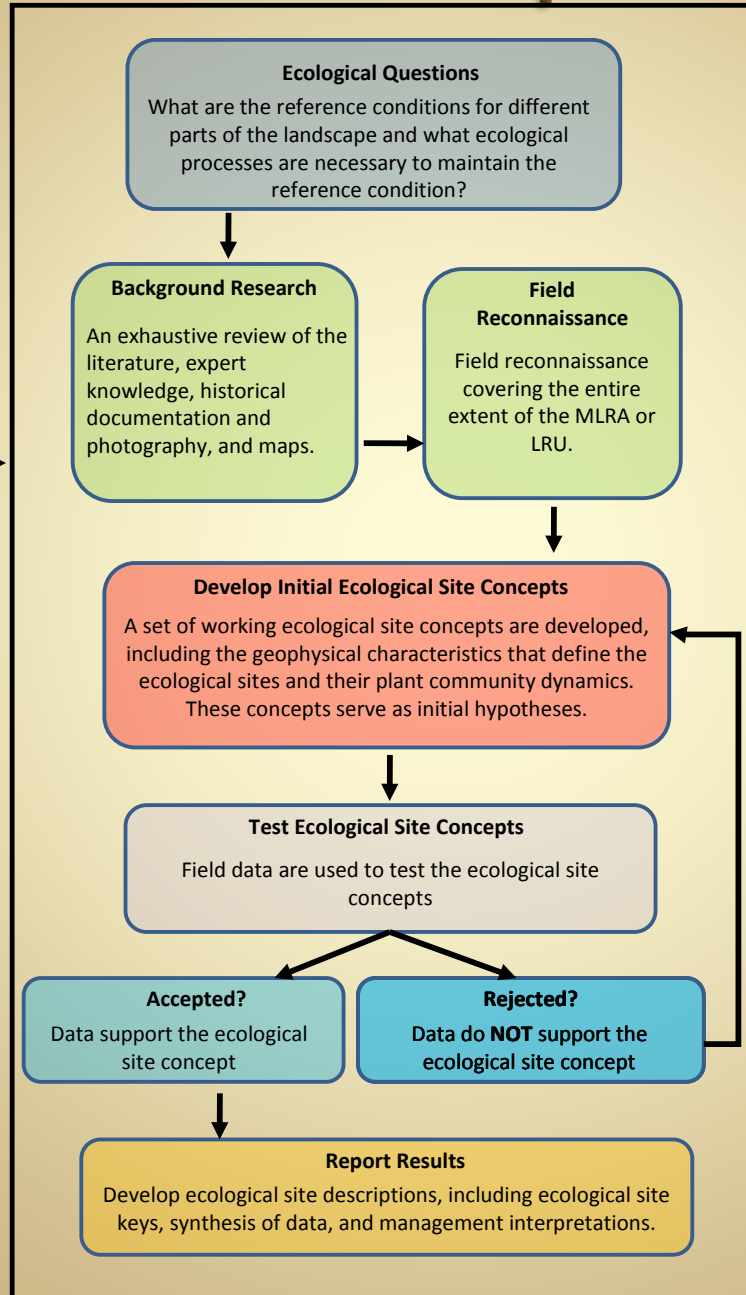 Ecological Questions
What are the reference conditions for different
parts of the landscape and what ecological
processes are necessary to maintain the
reference condition?
Background Research
An exhaustive review of the
literature, expert
knowledge, historical
documentation and
photography, and maps.
Field
Reconnaissance
Field reconnaissance
covering the entire
extent of the MLRA or
LRU.
Develop Initial Ecological Site Concepts
A set of working ecological site concepts are developed,
including the geophysical characteristics that define the
ecological sites and their plant community dynamics.
These concepts serve as initial hypotheses.
Test Ecological Site Concepts
Field data are used to test the ecological site
concepts
Accepted?
Data support the ecological
site concept
Rejected?
Data do NOT support the
ecological site concept
Report Results
Develop ecological site descriptions, including ecological site
keys, synthesis of data, and management interpretations.